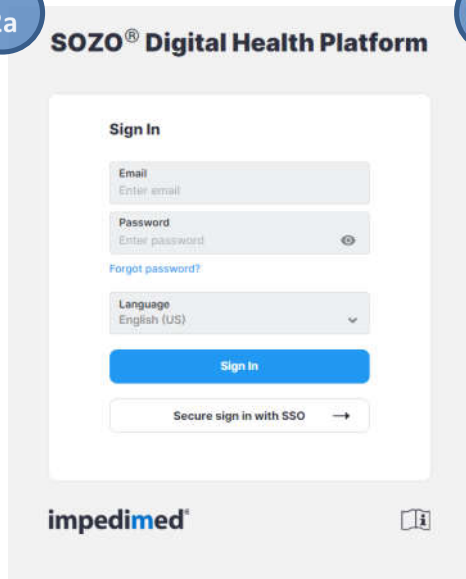 a
SOZO® Digital Health Platform
Sign In
Email
Enter email
Password
Enter password
Forgot password?
Language
English (US)
Sign In
Secure sign in with SSO →
impedimed®
i